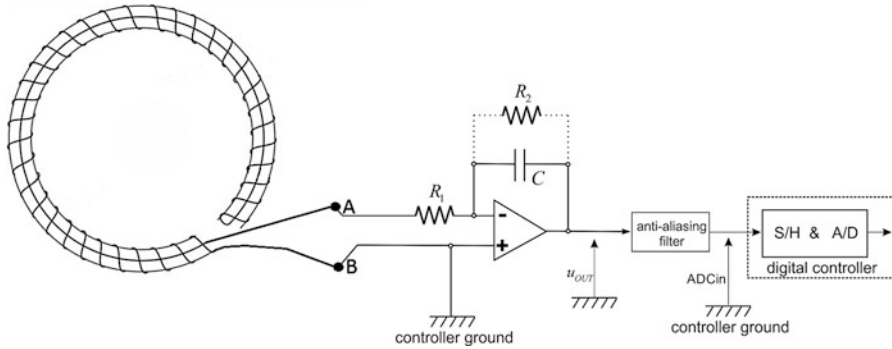 R2
C
R1
A
B
-
+
controller ground
uOUT
anti-aliasing
filter
ADCin
controller ground
S/H & A/D
digital controller